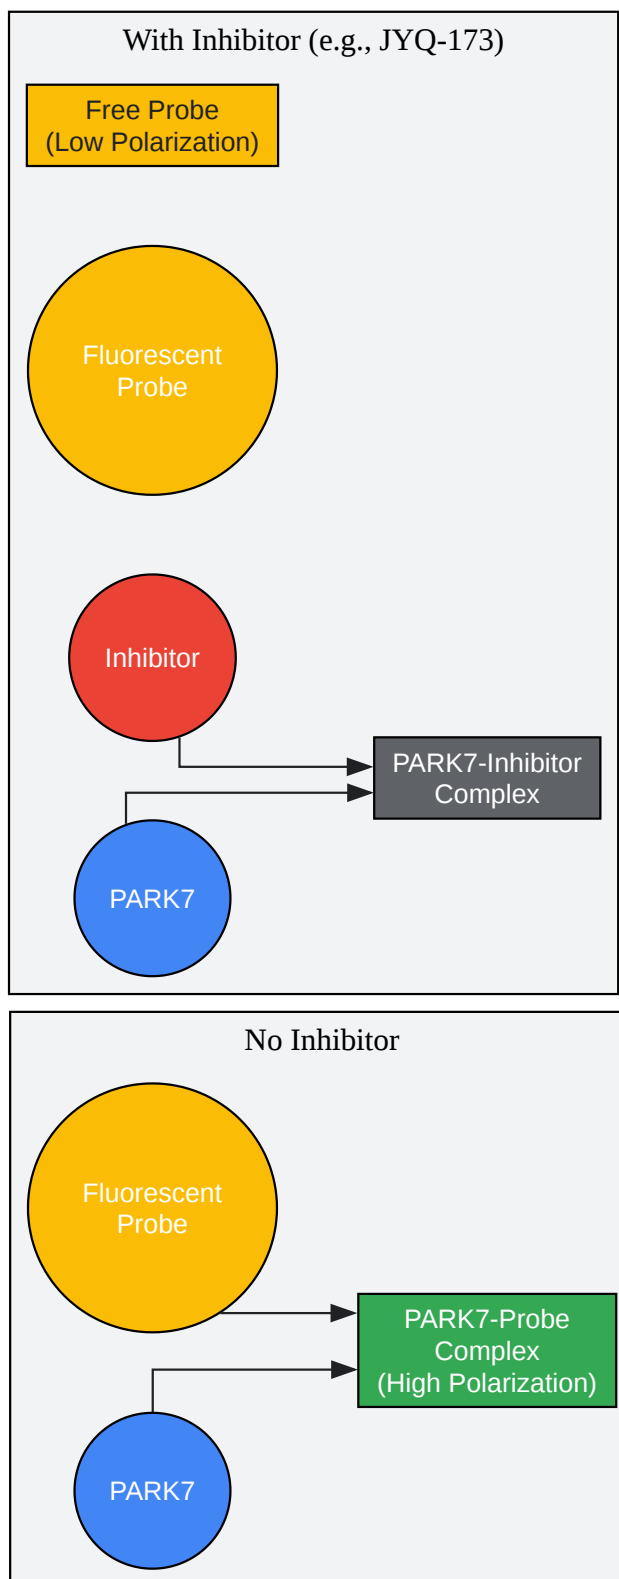 With Inhibitor (e.g., JYQ-173)
Free Probe
(Low Polarization)
Fluorescent
Probe
Inhibitor
PARK7-Inhibitor
Complex
PARK7
No Inhibitor
Fluorescent
Probe
PARK7-Probe
Complex
(High Polarization)
PARK7